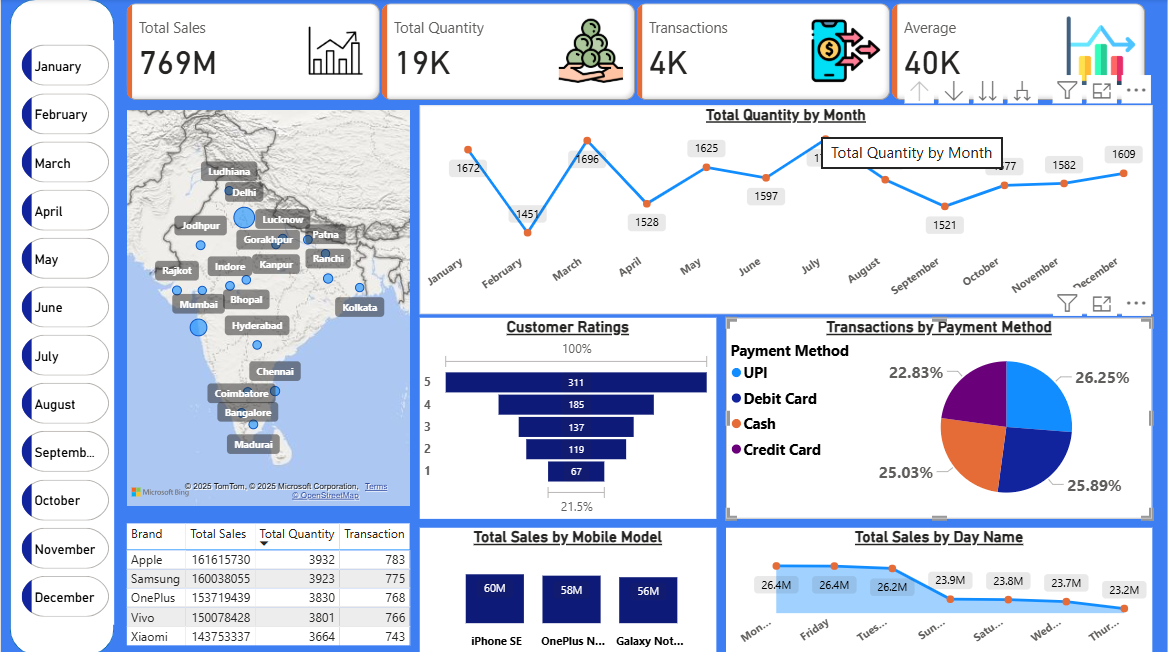 Total Sales
769M
Total Quantity
19K
Transactions
4K
Average
40K
January
February
March
April
May
June
July
August
Septemb...
October
November
December
Ludhiana
Delhi
Lucknow
Jodhpur
Gorakhpur
Patna
Ranchi
Rajkot
Indore
Kanpur
Mumbai
Bhopal
Kolkata
Hyderabad
Chennai
Coimbatore
Bangalore
Madurai
Microsoft Bing
© 2025 TomTom, © 2025 Microsoft Corporation, Terms
© OpenStreetMap
Total Quantity by Month
1672
1451
1696
1528
1625
1597
Total Quantity by Month
1521
1582
1609
January
February
March
April
May
June
July
August
September
October
November
December
Customer Ratings
100%
5 311
4 185
3 137
2 119
1 67
21.5%
Transactions by Payment Method
Payment Method
UPI
Debit Card
Cash
Credit Card
22.83%
26.25%
25.03%
25.89%
Brand Total Sales Total Quantity Transaction
Apple 161615730 3932 783
Samsung 160038055 3923 775
OnePlus 153719439 3830 768
Vivo 150078428 3801 766
Xiaomi 143753337 3664 743
Total Sales by Mobile Model
60M
58M
56M
iPhone SE
OnePlus N...
Galaxy Not...
Total Sales by Day Name
26.4M
26.4M
26.2M
23.9M
23.8M
23.7M
23.2M
Mon...
Friday
Tues...
Sun...
Satu...
Wed...
Thur...